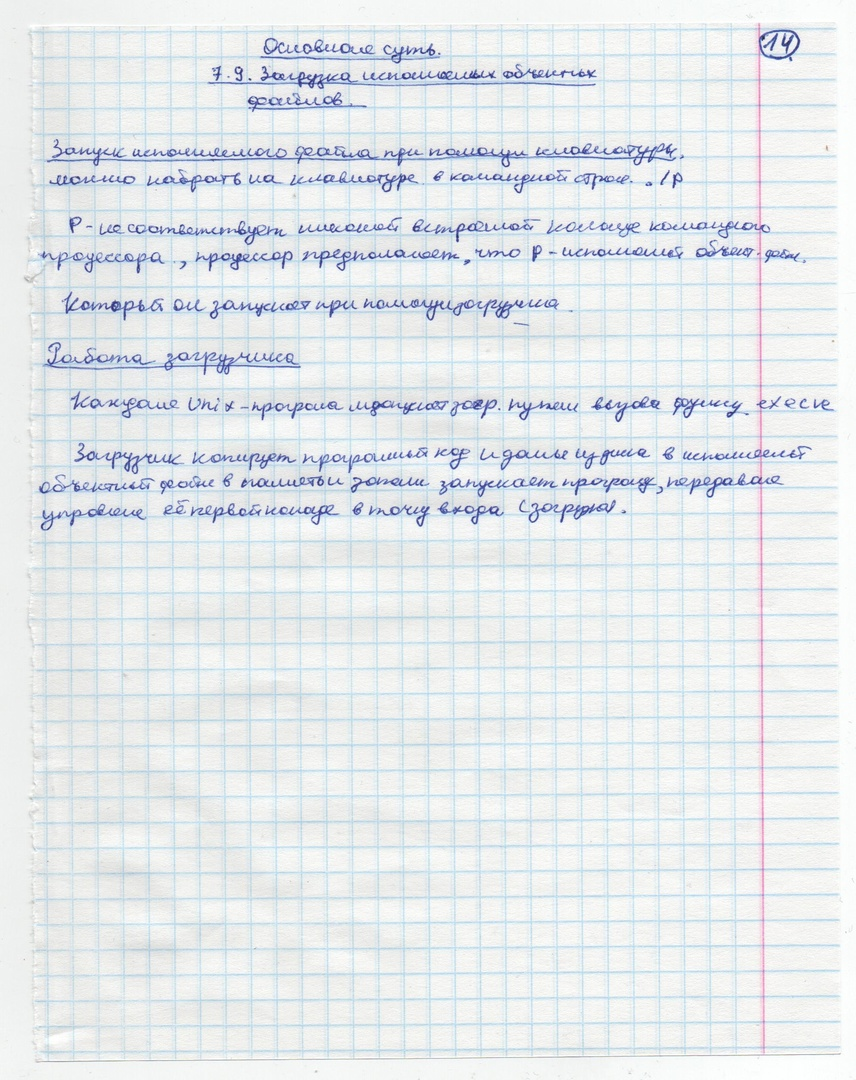 14
Основная суть.
7.9. Загрузка исполняемых объектных
файлов.
Запуск исполняемого файла при помощи клавиатуры.
можно набрать на клавиатуре в командной строке. ./P
P – не соответствует никакой встроенной команде командного
процессора, процессор предполагает, что P – исполняемый объект. файл.
Который он запускает при помощи загрузчика.
Работа загрузчика
Каждая Unix – программа загр. путем вызова функции execve
Загрузчик копирует программный код и данные из диска в исполняемый
объектный файл в память и затем запускает программу, передавая
управление её первой команде в точку входа (загрузка).